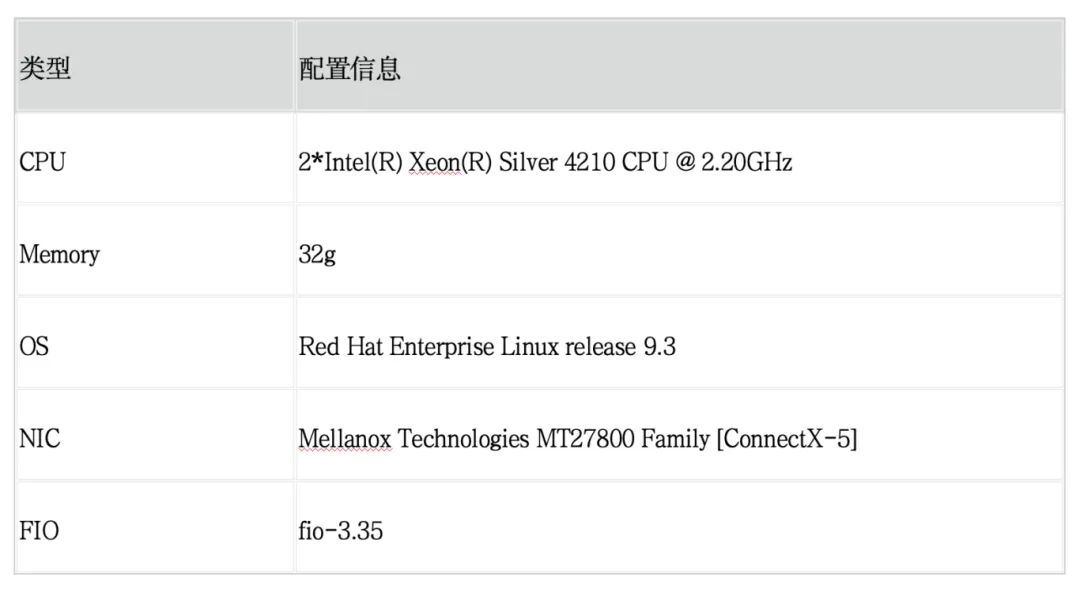 类型 配置信息
CPU 2*Intel(R) Xeon(R) Silver 4210 CPU @ 2.20GHz
Memory 32g
OS Red Hat Enterprise Linux release 9.3
NIC Mellanox Technologies MT27800 Family [ConnectX-5]
FIO fio-3.35